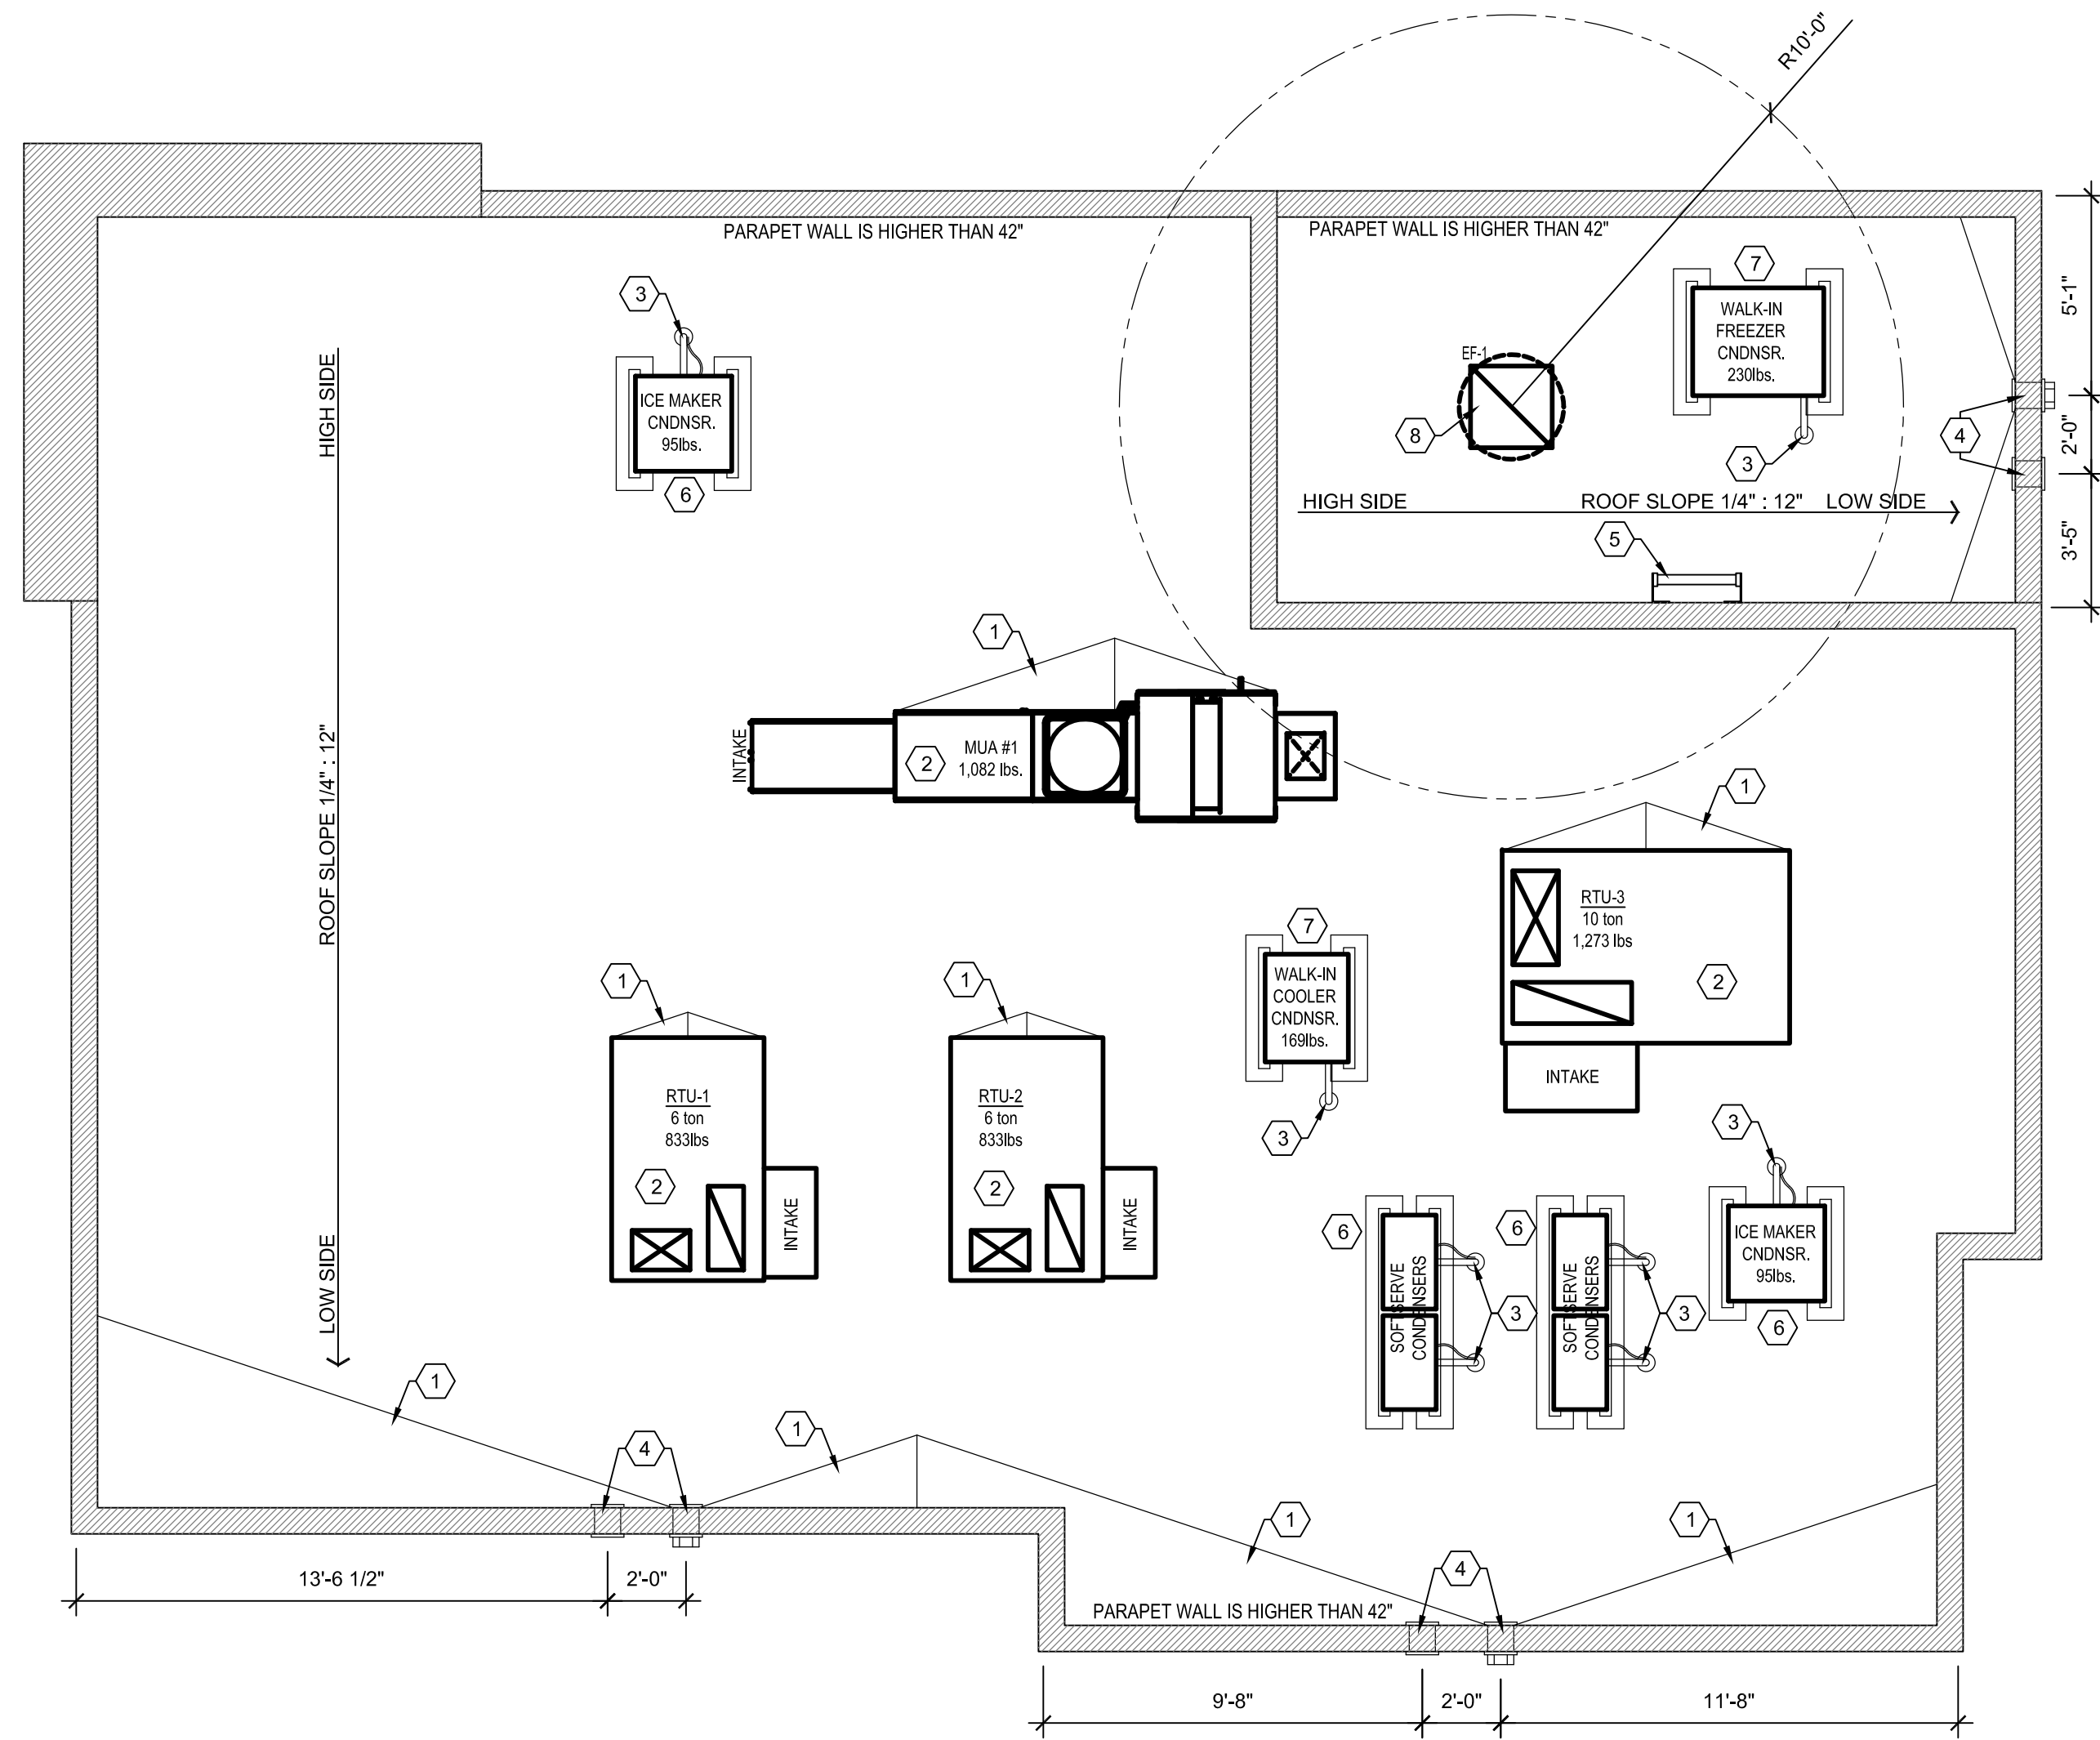 R10'-0"
PARAPET WALL IS HIGHER THAN 42"
PARAPET WALL IS HIGHER THAN 42"
7
3
WALK-IN
FREEZER
CNDNSR.
230lbs.
5'-1"
EF-1
HIGH SIDE
ICE MAKER
CNDNSR.
95lbs.
8
3
4
2'-0"
6
HIGH SIDE
ROOF SLOPE 1/4" : 12"
LOW SIDE
5
3'-5"
1
ROOF SLOPE 1/4" : 12"
INTAKE
2
MUA #1
1,082 lbs.
1
RTU-3
10 ton
1,273 lbs
2
7
WALK-IN
COOLER
CNDNSR.
169lbs.
1
1
INTAKE
RTU-1
6 ton
833lbs
RTU-2
6 ton
833lbs
3
3
2
2
INTAKE
INTAKE
6
6
ICE MAKER
CNDNSR.
95lbs.
LOW SIDE
SOFTSERVE
CONDENSERS
3
SOFTSERVE
CONDENSERS
3
6
1
1
4
1
1
13'-6 1/2"
2'-0"
4
PARAPET WALL IS HIGHER THAN 42"
9'-8"
2'-0"
11'-8"